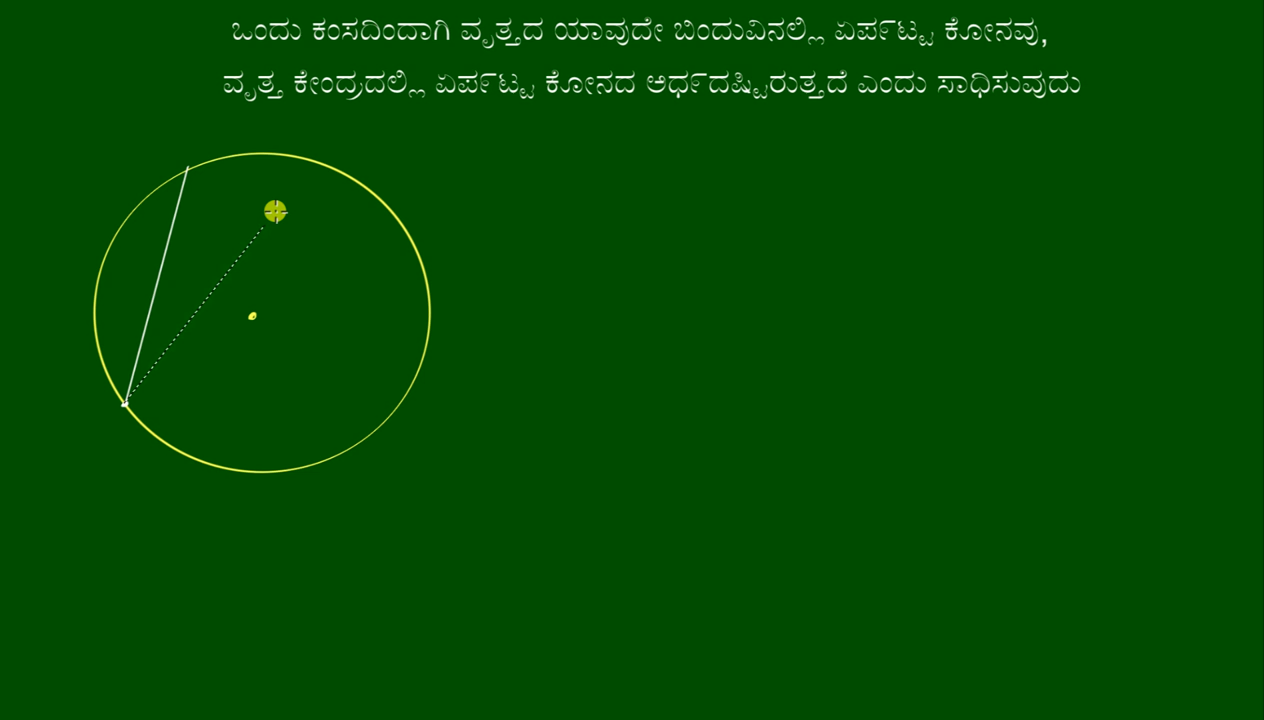 ಒಂದು ಕಂಸದಿಂದಾಗಿ ವೃತ್ತದ ಯಾವುದೇ ಬಿಂದುವಿನಲ್ಲಿ ಏರ್ಪಟ್ಟ ಕೋನವು,
ವೃತ್ತ ಕೇಂದ್ರದಲ್ಲಿ ಏರ್ಪಟ್ಟ ಕೋನದ ಅರ್ಧದಷ್ಟಿರುತ್ತದೆ ಎಂದು ಸಾಧಿಸುವುದು